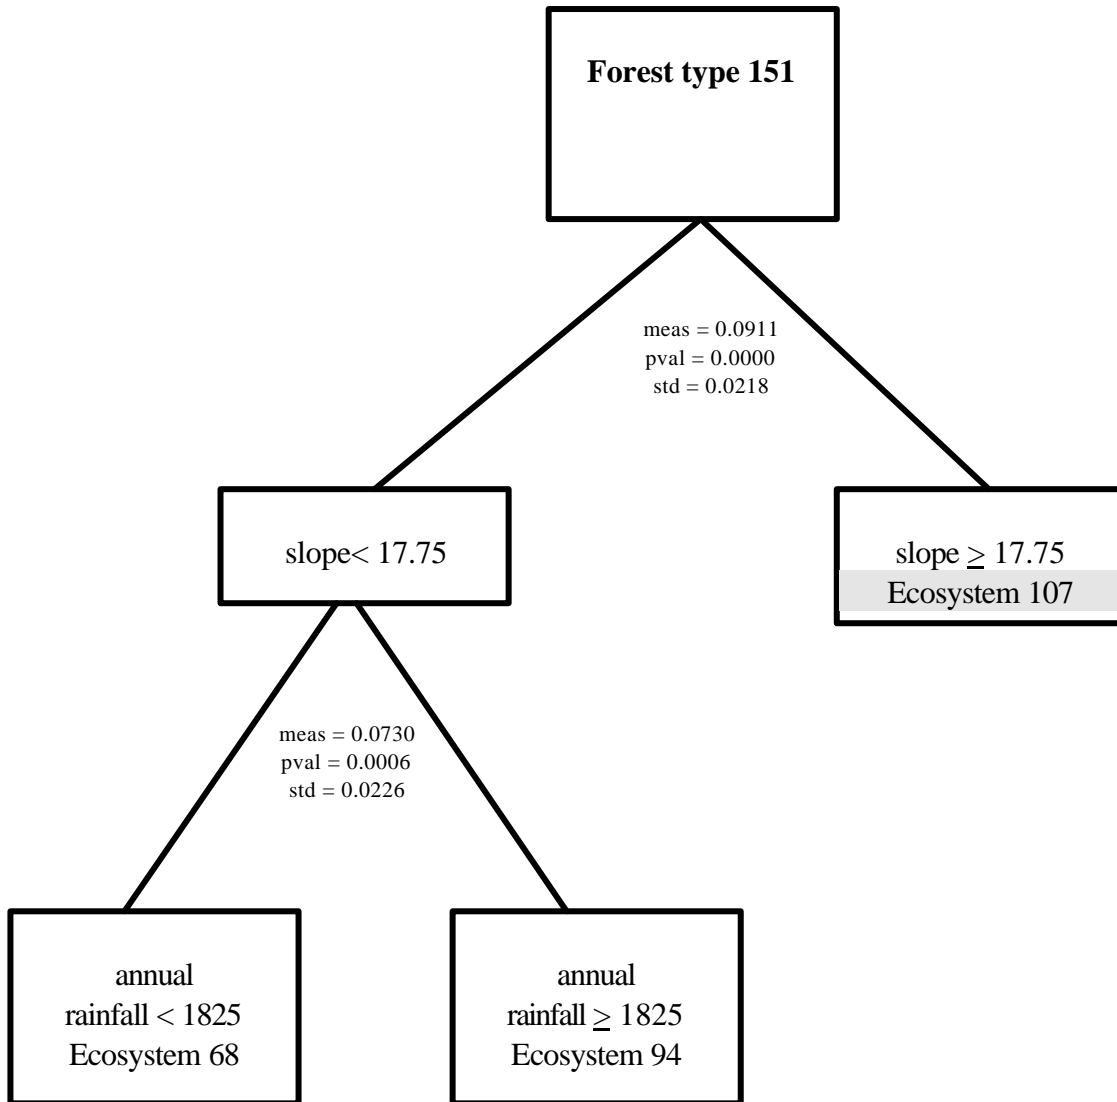 Forest type 151
meas = 0.0911
pval = 0.0000
std = 0.0218
slope< 17.75
slope ≥ 17.75
Ecosystem 107
meas = 0.0730
pval = 0.0006
std = 0.0226
annual
rainfall < 1825
Ecosystem 68
annual
rainfall ≥ 1825
Ecosystem 94